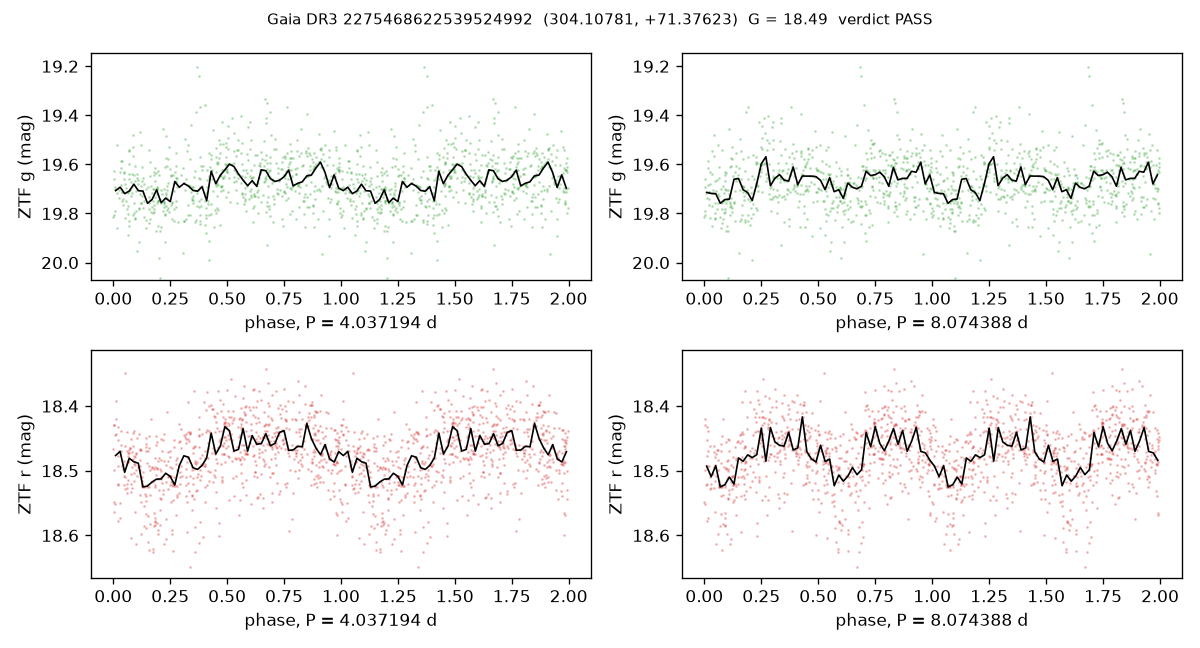 Gaia DR3 2275468622539524992 (304.10781, +71.37623) G = 18.49 verdict PASS
ZTF g (mag)
19.2
19.4
19.6
19.8
20.0
0.00 0.25 0.50 0.75 1.00 1.25 1.50 1.75 2.00
phase, P = 4.037194 d
ZTF g (mag)
19.2
19.4
19.6
19.8
20.0
0.00 0.25 0.50 0.75 1.00 1.25 1.50 1.75 2.00
phase, P = 8.074388 d
ZTF r (mag)
18.4
18.5
18.6
0.00 0.25 0.50 0.75 1.00 1.25 1.50 1.75 2.00
phase, P = 4.037194 d
ZTF r (mag)
18.4
18.5
18.6
0.00 0.25 0.50 0.75 1.00 1.25 1.50 1.75 2.00
phase, P = 8.074388 d